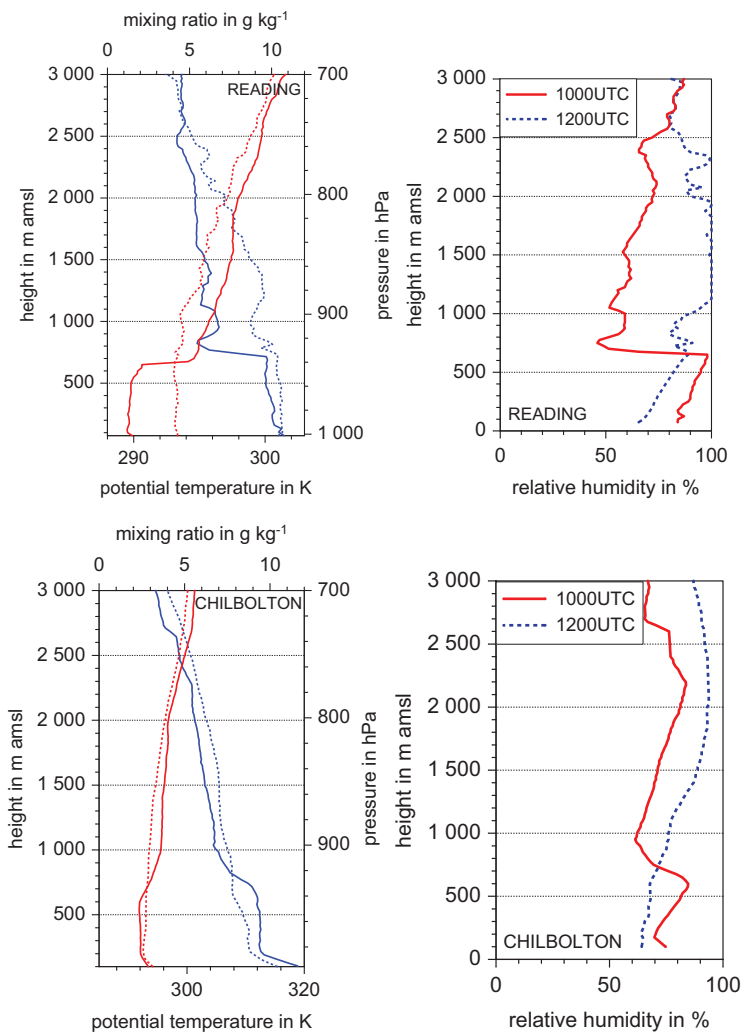 mixing ratio in g kg⁻¹
0 5 10
3 000
2 500
2 000
1 500
1 000
500
height in m amsl
READING
700
800
900
1 000
pressure in hPa
290 300
potential temperature in K
3 000
2 500
2 000
1 500
1 000
500
0
height in m amsl
1000UTC
1200UTC
READING
0 50 100
relative humidity in %
mixing ratio in g kg⁻¹
0 5 10
3 000
2 500
2 000
1 500
1 000
500
height in m amsl
CHILBOLTON
700
800
900
pressure in hPa
300 320
potential temperature in K
3 000
2 500
2 000
1 500
1 000
500
0
height in m amsl
1000UTC
1200UTC
CHILBOLTON
0 50 100
relative humidity in %